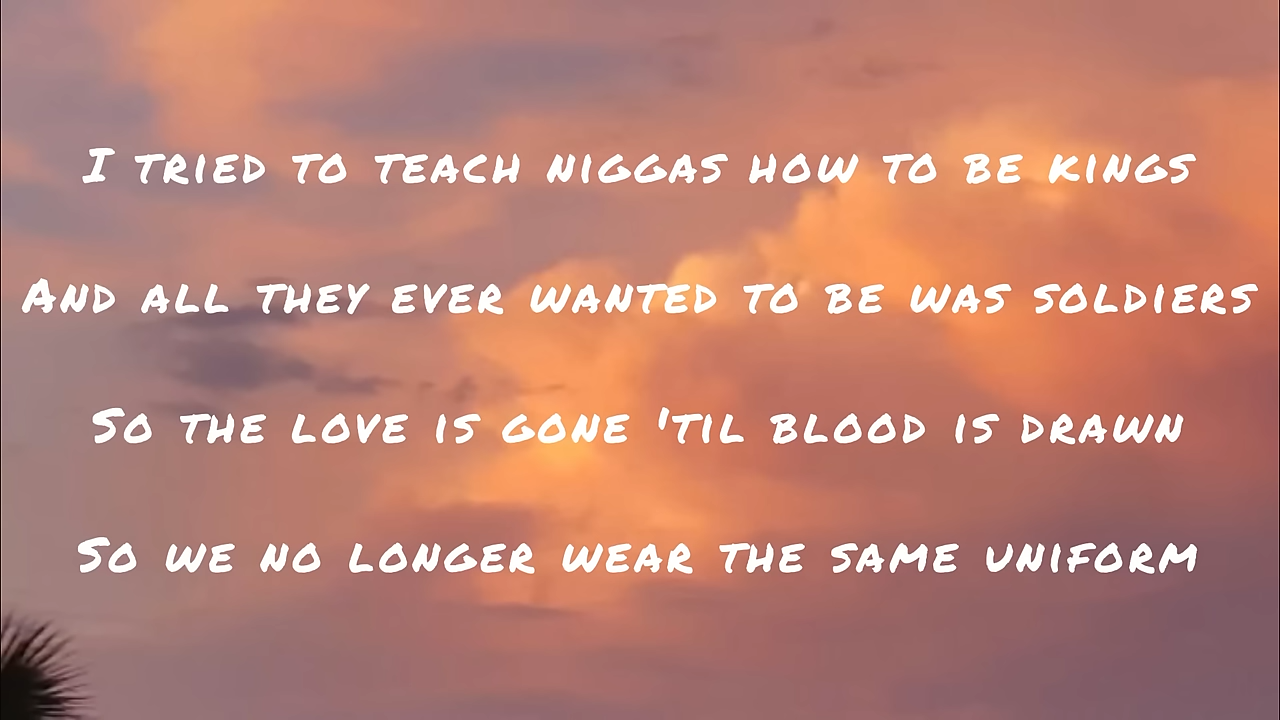 I tried to teach niggas how to be kings
And all they ever wanted to be was soldiers
So the love is gone 'til blood is drawn
So we no longer wear the same uniform